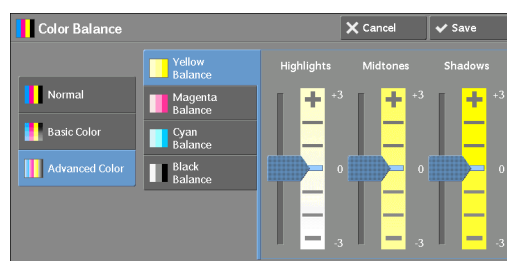 Color Balance
Cancel
Save
Normal
Basic Color
Advanced Color
Yellow
Balance
Magenta
Balance
Cyan
Balance
Black
Balance
Highlights
Midtones
Shadows
+3
+3
+3
0
0
0
-3
-3
-3